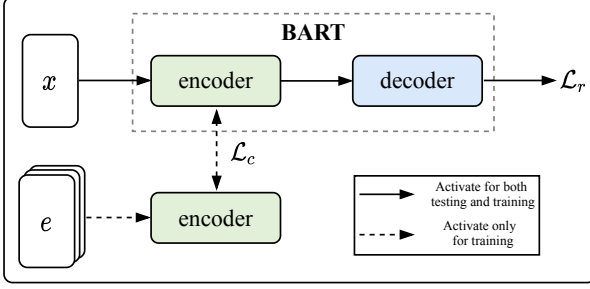 BART
x
encoder
decoder
ℒr
ℒc
e
encoder
Activate for both
testing and training
Activate only
for training